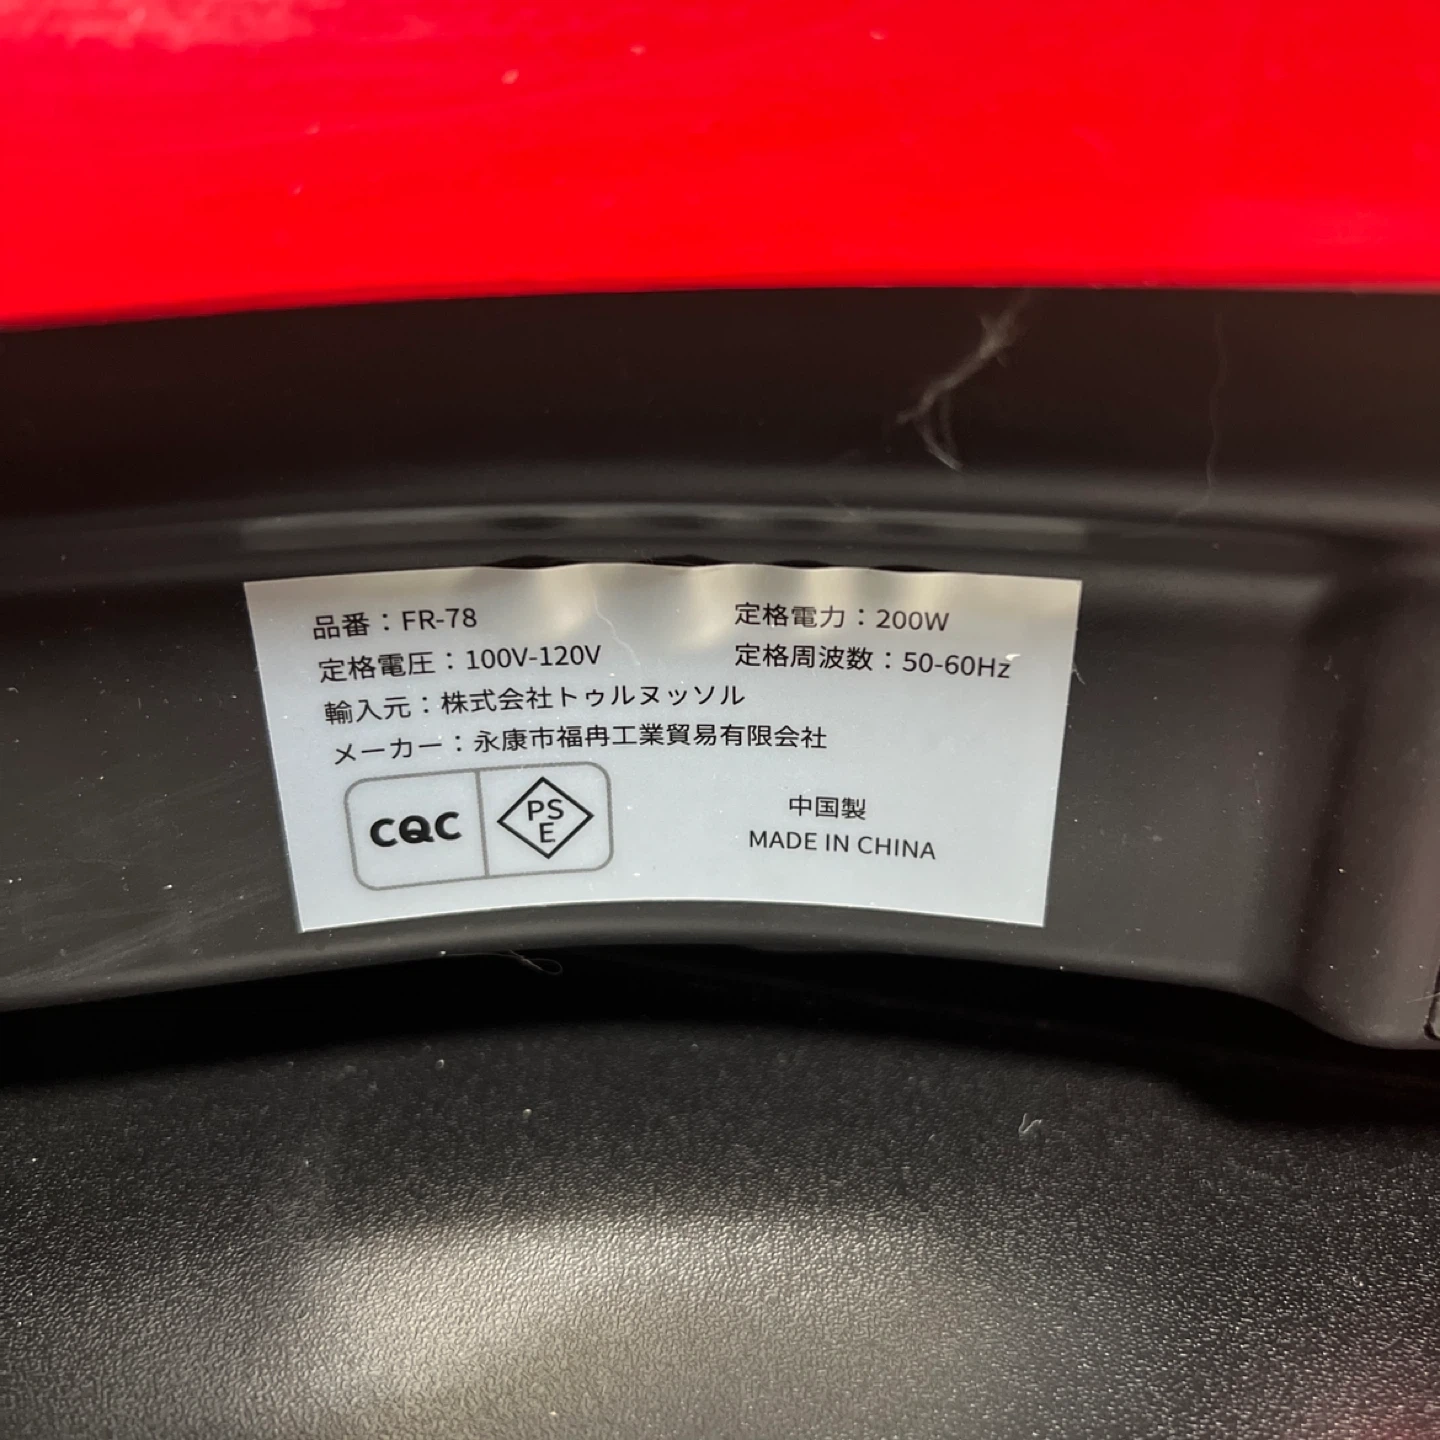 品番：FR-78 定格電力：200W
定格電圧：100V-120V 定格周波数：50-60Hz
輸入元：株式会社トゥルヌッソル
メーカー：永康市福冉工業貿易有限会社
CQC PSE 中国製
MADE IN CHINA